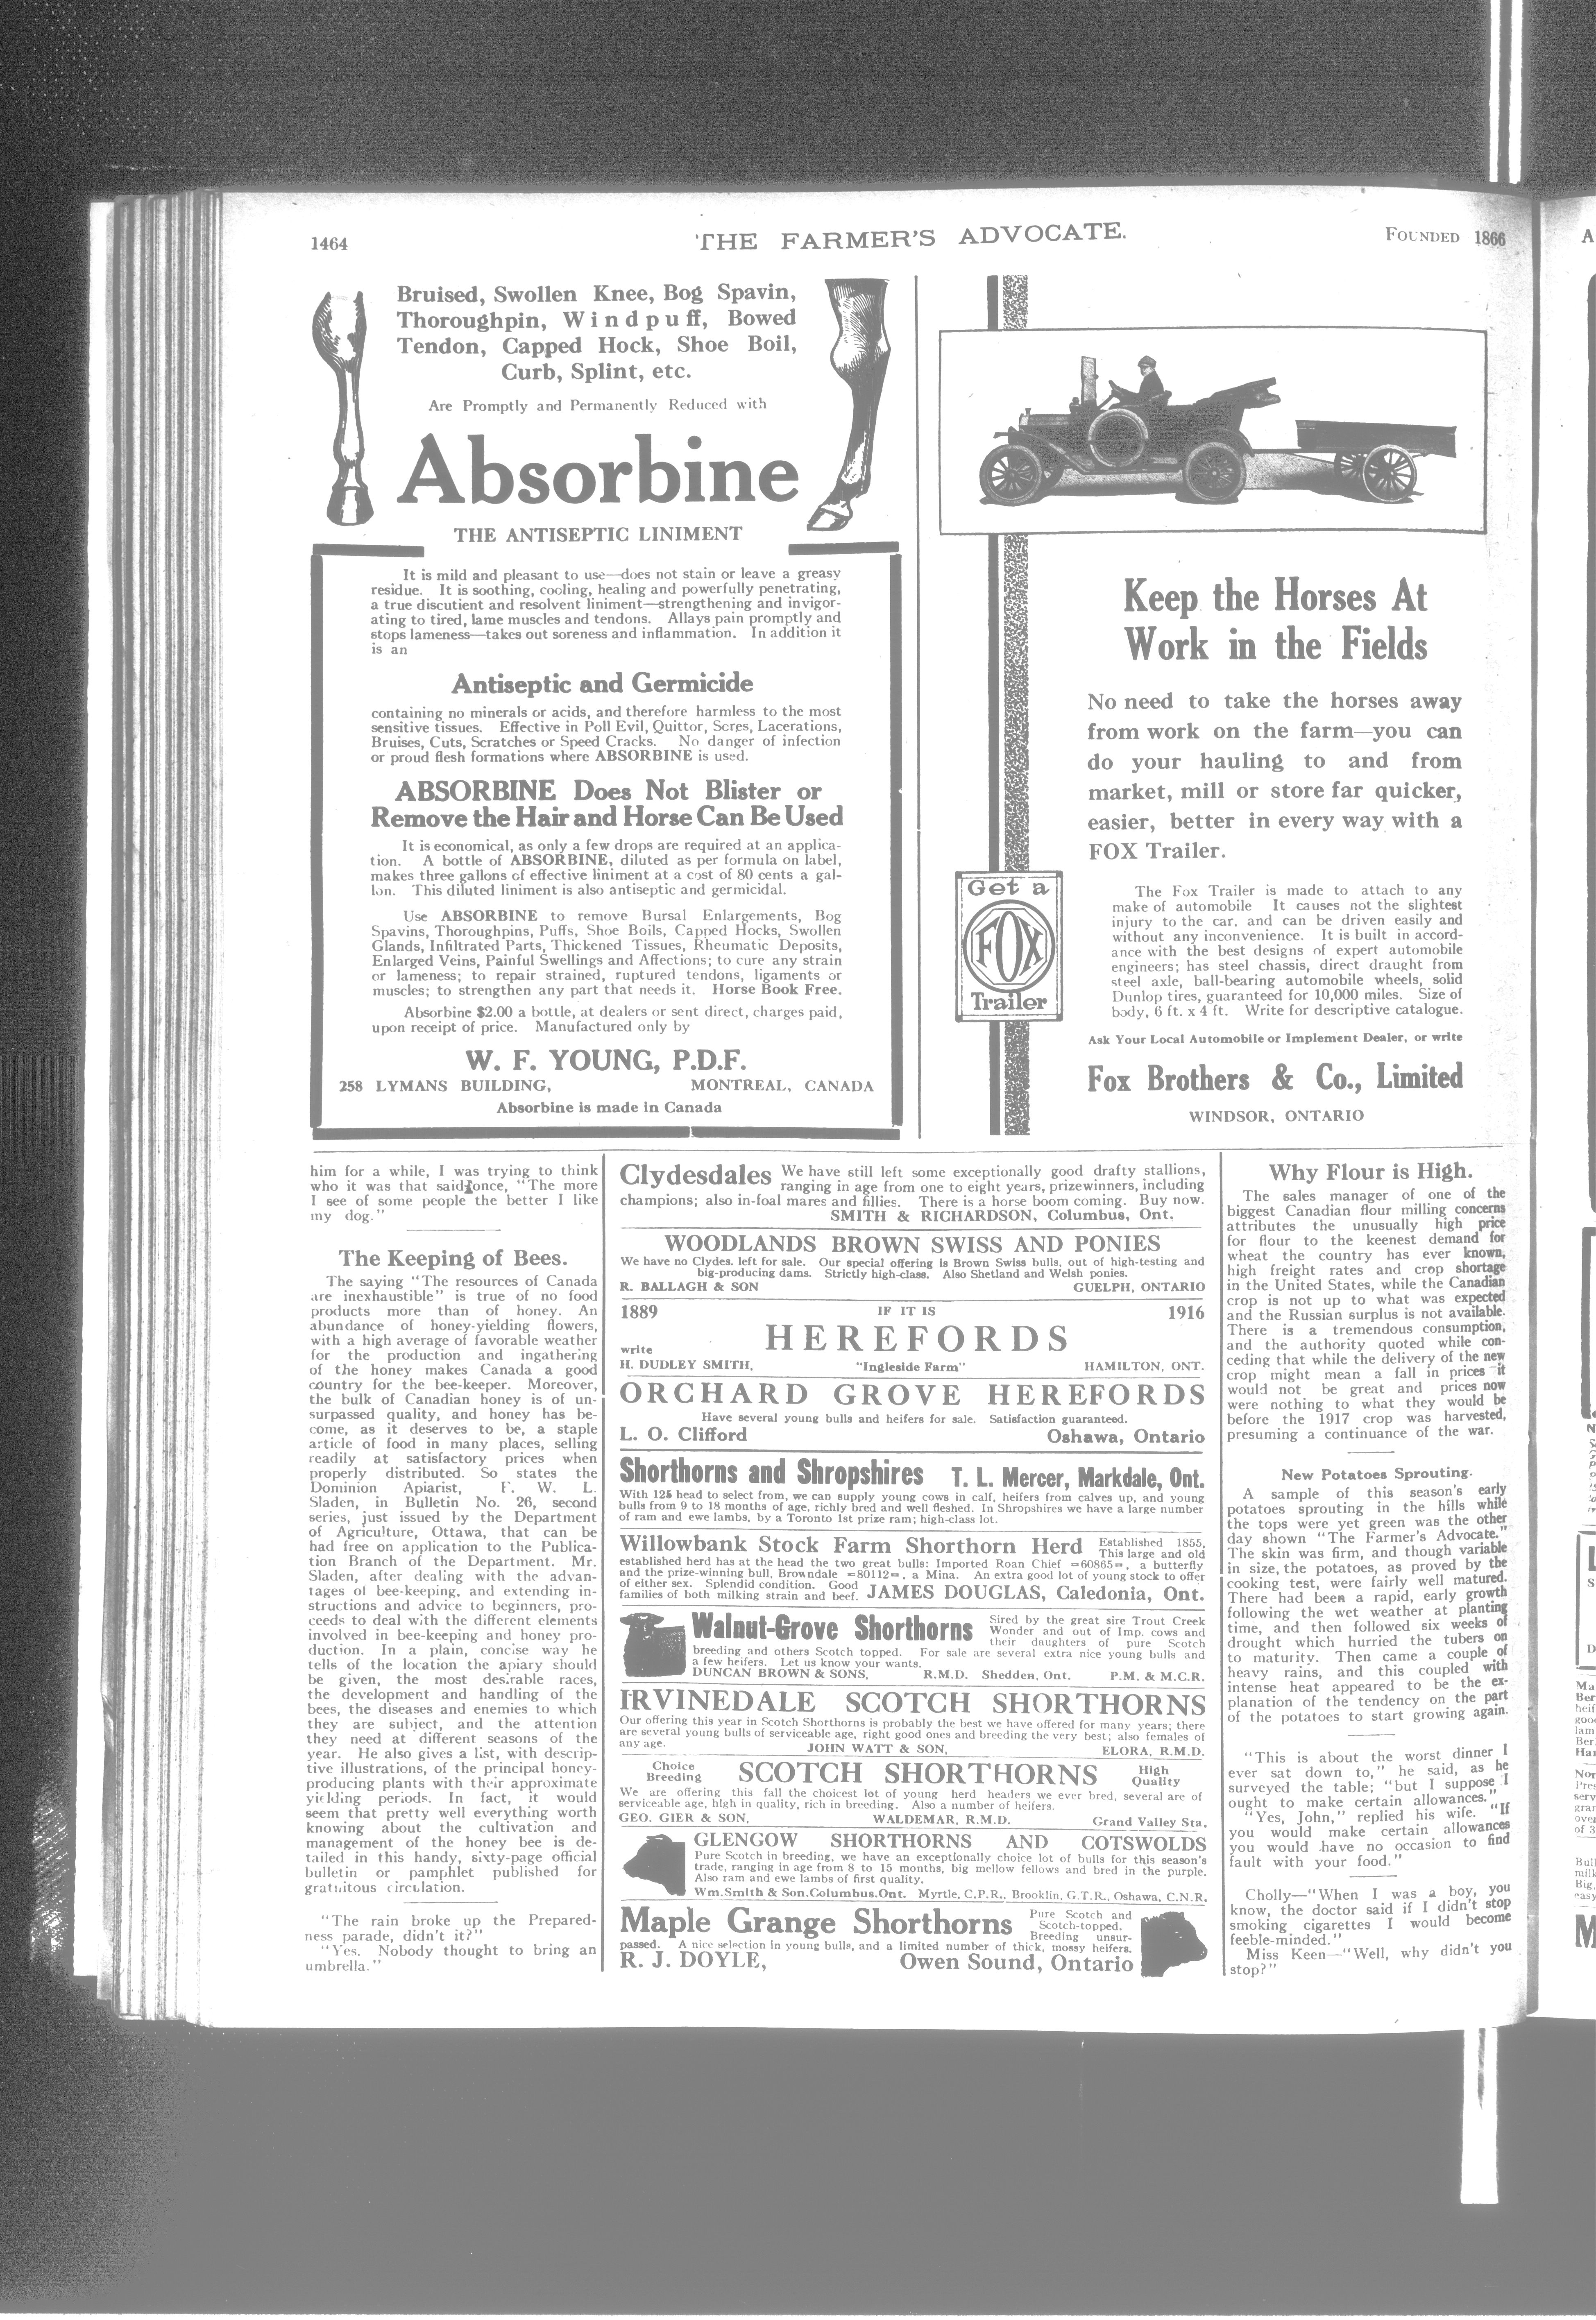 1464
THE FARMER'S ADVOCATE.
FOUNDED 1866
Bruised, Swollen Knee, Bog Spavin,
Thoroughpin, Windpuff, Bowed
Tendon, Capped Hock, Shoe Boil,
Curb, Splint, etc.
Are Promptly and Permanently Reduced with
Absorbine
THE ANTISEPTIC LINIMENT
It is mild and pleasant to use—does not stain or leave a greasy
residue. It is soothing, cooling, healing and powerfully penetrating,
a true discutient and resolvent liniment—strengthening and invigor-
ating to tired, lame muscles and tendons. Allays pain promptly and
stops lameness—takes out soreness and inflammation. In addition it
is an
Antiseptic and Germicide
containing no minerals or acids, and therefore harmless to the most
sensitive tissues. Effective in Poll Evil, Quittor, Sores, Lacerations,
Bruises, Cuts, Scratches or Speed Cracks. No danger of infection
or proud flesh formations where ABSORBINE is used.
ABSORBINE Does Not Blister or
Remove the Hair and Horse Can Be Used
It is economical, as only a few drops are required at an applica-
tion. A bottle of ABSORBINE, diluted as per formula on label,
makes three gallons of effective liniment at a cost of 80 cents a gal-
lon. This diluted liniment is also antiseptic and germicidal.
Use ABSORBINE to remove Bursal Enlargements, Bog
Spavins, Thoroughpins, Puffs, Shoe Boils, Capped Hocks, Swollen
Glands, Infiltrated Parts, Thickened Tissues, Rheumatic Deposits,
Enlarged Veins, Painful Swellings and Affections; to cure any strain
or lameness; to repair strained, ruptured tendons, ligaments or
muscles; to strengthen any part that needs it. Horse Book Free.
Absorbine $2.00 a bottle, at dealers or sent direct, charges paid,
upon receipt of price. Manufactured only by
W. F. YOUNG, P.D.F.
258 LYMANS BUILDING, MONTREAL, CANADA
Absorbine is made in Canada
Keep the Horses At
Work in the Fields
No need to take the horses away
from work on the farm—you can
do your hauling to and from
market, mill or store far quicker,
easier, better in every way with a
FOX Trailer.
Get a
FOX
Trailer
The Fox Trailer is made to attach to any
make of automobile It causes not the slightest
injury to the car, and can be driven easily and
without any inconvenience. It is built in accord-
ance with the best designs of expert automobile
engineers; has steel chassis, direct draught from
steel axle, ball-bearing automobile wheels, solid
Dunlop tires, guaranteed for 10,000 miles. Size of
body, 6 ft. x 4 ft. Write for descriptive catalogue.
Ask Your Local Automobile or Implement Dealer, or write
Fox Brothers & Co., Limited
WINDSOR, ONTARIO
him for a while, I was trying to think
who it was that said once, "The more
I see of some people the better I like
my dog."
The Keeping of Bees.
The saying "The resources of Canada
are inexhaustible" is true of no food
products more than of honey. An
abundance of honey-yielding flowers,
with a high average of favorable weather
for the production and ingathering
of the honey makes Canada a good
country for the bee-keeper. Moreover,
the bulk of Canadian honey is of un-
surpassed quality, and honey has be-
come, as it deserves to be, a staple
article of food in many places, selling
readily at satisfactory prices when
properly distributed. So states the
Dominion Apiarist, F. W. L.
Sladen, in Bulletin No. 26, second
series, just issued by the Department
of Agriculture, Ottawa, that can be
had free on application to the Publica-
tion Branch of the Department. Mr.
Sladen, after dealing with the advan-
tages of bee-keeping, and extending in-
structions and advice to beginners, pro-
ceeds to deal with the different elements
involved in bee-keeping and honey pro-
duction. In a plain, concise way he
tells of the location the apiary should
be given, the most desirable races,
the development and handling of the
bees, the diseases and enemies to which
they are subject, and the attention
they need at different seasons of the
year. He also gives a list, with descrip-
tive illustrations, of the principal honey-
producing plants with their approximate
yielding periods. In fact, it would
seem that pretty well everything worth
knowing about the cultivation and
management of the honey bee is de-
tailed in this handy, sixty-page official
bulletin or pamphlet published for
gratuitous circulation.
"The rain broke up the Prepared-
ness parade, didn't it?"
"Yes. Nobody thought to bring an
umbrella."
Clydesdales We have still left some exceptionally good drafty stallions,
ranging in age from one to eight years, prizewinners, including
champions; also in-foal mares and fillies. There is a horse boom coming. Buy now.
SMITH & RICHARDSON, Columbus, Ont.
WOODLANDS BROWN SWISS AND PONIES
We have no Clydes. left for sale. Our special offering is Brown Swiss bulls, out of high-testing and
big-producing dams. Strictly high-class. Also Shetland and Welsh ponies.
R. BALLAGH & SON GUELPH, ONTARIO
1889 IF IT IS 1916
HEREFORDS
write
H. DUDLEY SMITH, "Ingleside Farm" HAMILTON, ONT.
ORCHARD GROVE HEREFORDS
Have several young bulls and heifers for sale. Satisfaction guaranteed.
L. O. Clifford Oshawa, Ontario
Shorthorns and Shropshires T. L. Mercer, Markdale, Ont.
With 125 head to select from, we can supply young cows in calf, heifers from calves up, and young
bulls from 9 to 18 months of age, richly bred and well fleshed. In Shropshires we have a large number
of ram and ewe lambs, by a Toronto 1st prize ram; high-class lot.
Willowbank Stock Farm Shorthorn Herd Established 1855,
This large and old
established herd has at the head the two great bulls: Imported Roan Chief =60865=, a butterfly
and the prize-winning bull, Browndale =80112=, a Mina. An extra good lot of young stock to offer
of either sex. Splendid condition. Good
families of both milking strain and beef. JAMES DOUGLAS, Caledonia, Ont.
Walnut-Grove Shorthorns Sired by the great sire Trout Creek
Wonder and out of Imp. cows and
their daughters of pure Scotch
breeding and others Scotch topped. For sale are several extra nice young bulls and
a few heifers. Let us know your wants.
DUNCAN BROWN & SONS, R.M.D. Shedden, Ont. P.M. & M.C.R.
IRVINEDALE SCOTCH SHORTHORNS
Our offering this year in Scotch Shorthorns is probably the best we have offered for many years; there
are several young bulls of serviceable age, right good ones and breeding the very best; also females of
any age. JOHN WATT & SON, ELORA, R.M.D.
Choice
Breeding SCOTCH SHORTHORNS High
Quality
We are offering this fall the choicest lot of young herd headers we ever bred, several are of
serviceable age, high in quality, rich in breeding. Also a number of heifers.
GEO. GIER & SON, WALDEMAR, R.M.D. Grand Valley Sta.
GLENGOW SHORTHORNS AND COTSWOLDS
Pure Scotch in breeding, we have an exceptionally choice lot of bulls for this season's
trade, ranging in age from 8 to 15 months, big mellow fellows and bred in the purple.
Also ram and ewe lambs of first quality.
Wm. Smith & Son. Columbus. Ont. Myrtle, C.P.R., Brooklin, G.T.R., Oshawa, C.N.R.
Maple Grange Shorthorns Pure Scotch and
Scotch-topped.
Breeding unsur-
passed. A nice selection in young bulls, and a limited number of thick, mossy heifers.
R. J. DOYLE, Owen Sound, Ontario
Why Flour is High.
The sales manager of one of the
biggest Canadian flour milling concerns
attributes the unusually high price
for flour to the keenest demand for
wheat the country has ever known,
high freight rates and crop shortage
in the United States, while the Canadian
crop is not up to what was expected
and the Russian surplus is not available.
There is a tremendous consumption,
and the authority quoted while con-
ceding that while the delivery of the new
crop might mean a fall in prices it
would not be great and prices now
were nothing to what they would be
before the 1917 crop was harvested,
presuming a continuance of the war.
New Potatoes Sprouting.
A sample of this season's early
potatoes sprouting in the hills while
the tops were yet green was the other
day shown "The Farmer's Advocate."
The skin was firm, and though variable
in size, the potatoes, as proved by the
cooking test, were fairly well matured.
There had been a rapid, early growth
following the wet weather at planting
time, and then followed six weeks of
drought which hurried the tubers on
to maturity. Then came a couple of
heavy rains, and this coupled with
intense heat appeared to be the ex-
planation of the tendency on the part
of the potatoes to start growing again.
"This is about the worst dinner I
ever sat down to," he said, as he
surveyed the table; "but I suppose I
ought to make certain allowances."
"Yes, John," replied his wife. "If
you would make certain allowances
you would have no occasion to find
fault with your food."
Cholly—"When I was a boy, you
know, the doctor said if I didn't stop
smoking cigarettes I would become
feeble-minded."
Miss Keen—"Well, why didn't you
stop?"